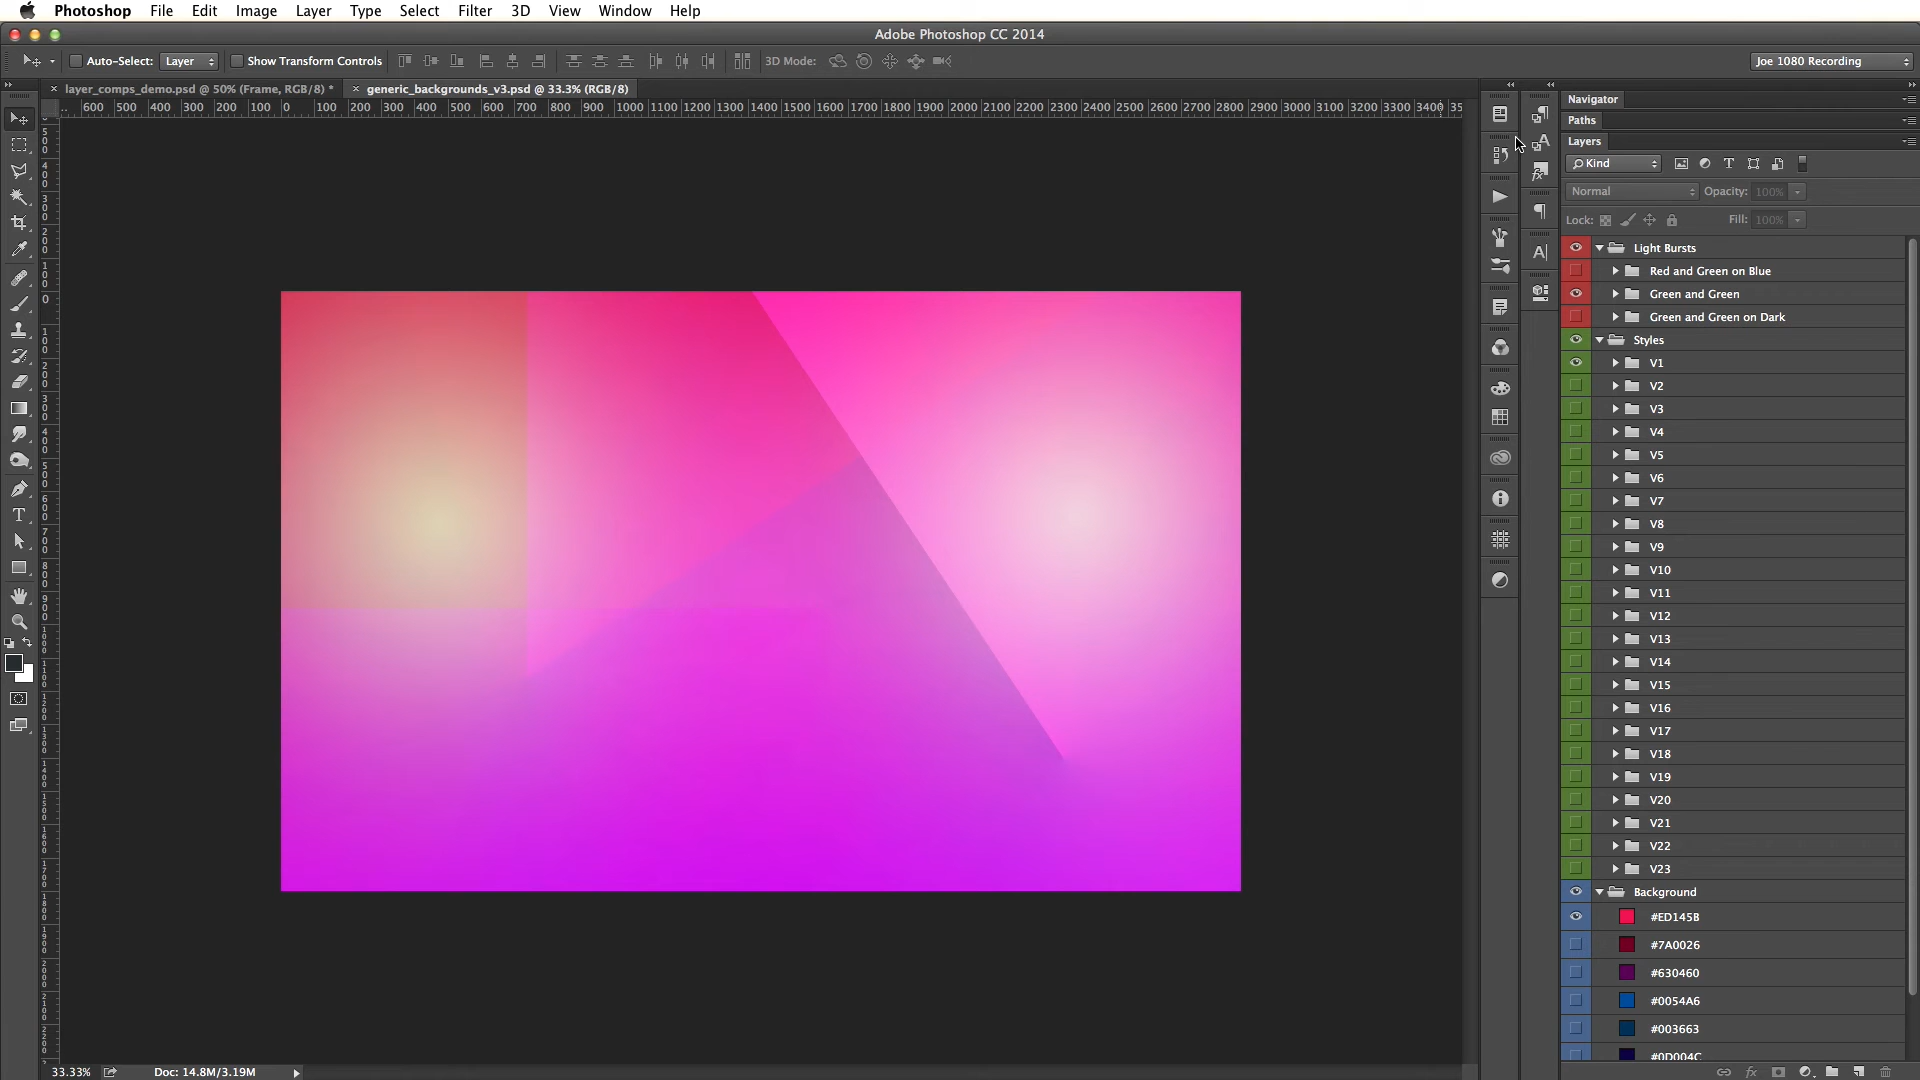 Photoshop File Edit Image Layer Type Select Filter 3D View Window Help
Adobe Photoshop CC 2014
Auto-Select: Layer Show Transform Controls 3D Mode: Joe 1080 Recording
layer_comps_demo.psd @ 50% (Frame, RGB/8) * generic_backgrounds_v3.psd @ 33.3% (RGB/8)
600 500 400 300 200 100 0 100 200 300 400 500 600 700 800 900 1000 1100 1200 1300 1400 1500 1600 1700 1800 1900 2000 2100 2200 2300 2400 2500 2600 2700 2800 2900 3000 3100 3200 3300 3400 35
Navigator
Paths
Layers
Kind
Normal Opacity: 100%
Lock: Fill: 100%
Light Bursts
Red and Green on Blue
Green and Green
Green and Green on Dark
Styles
V1
V2
V3
V4
V5
V6
V7
V8
V9
V10
V11
V12
V13
V14
V15
V16
V17
V18
V19
V20
V21
V22
V23
Background
#ED145B
#7A0026
#630460
#0054A6
#003663
#0D004C
33.33% Doc: 14.8M/3.19M